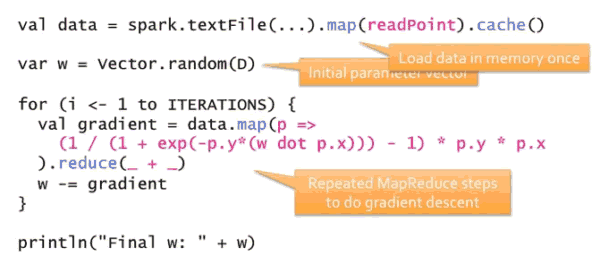 val data = spark.textFile(...).map(readPoint).cache()
Load data in memory once
var w = Vector.random(D)
Initial parameter vector
for (i <- 1 to ITERATIONS) {
val gradient = data.map(p =>
(1 / (1 + exp(-p.y*(w dot p.x))) - 1) * p.y * p.x
).reduce(_ + _)
w -= gradient
Repeated MapReduce steps
to do gradient descent
}
println("Final w: " + w)